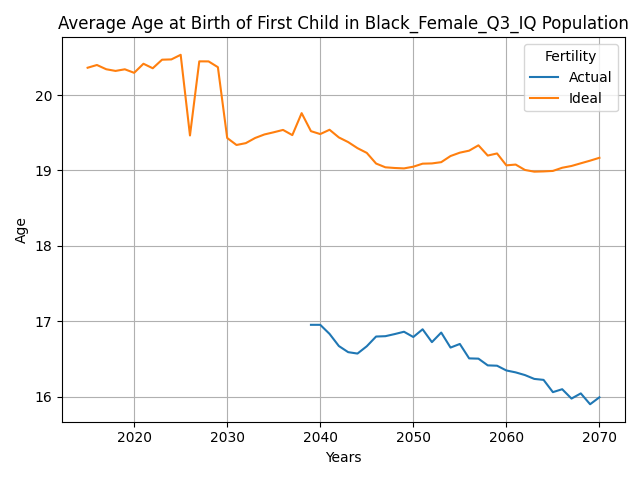 Average Age at Birth of First Child in Black_Female_Q3_IQ Population
Fertility
Actual
Ideal
Age
20
19
18
17
16
2020 2030 2040 2050 2060 2070
Years